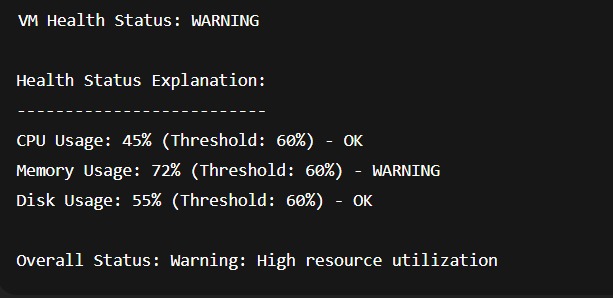 VM Health Status: WARNING
Health Status Explanation:
--------------------------
CPU Usage: 45% (Threshold: 60%) - OK
Memory Usage: 72% (Threshold: 60%) - WARNING
Disk Usage: 55% (Threshold: 60%) - OK
Overall Status: Warning: High resource utilization